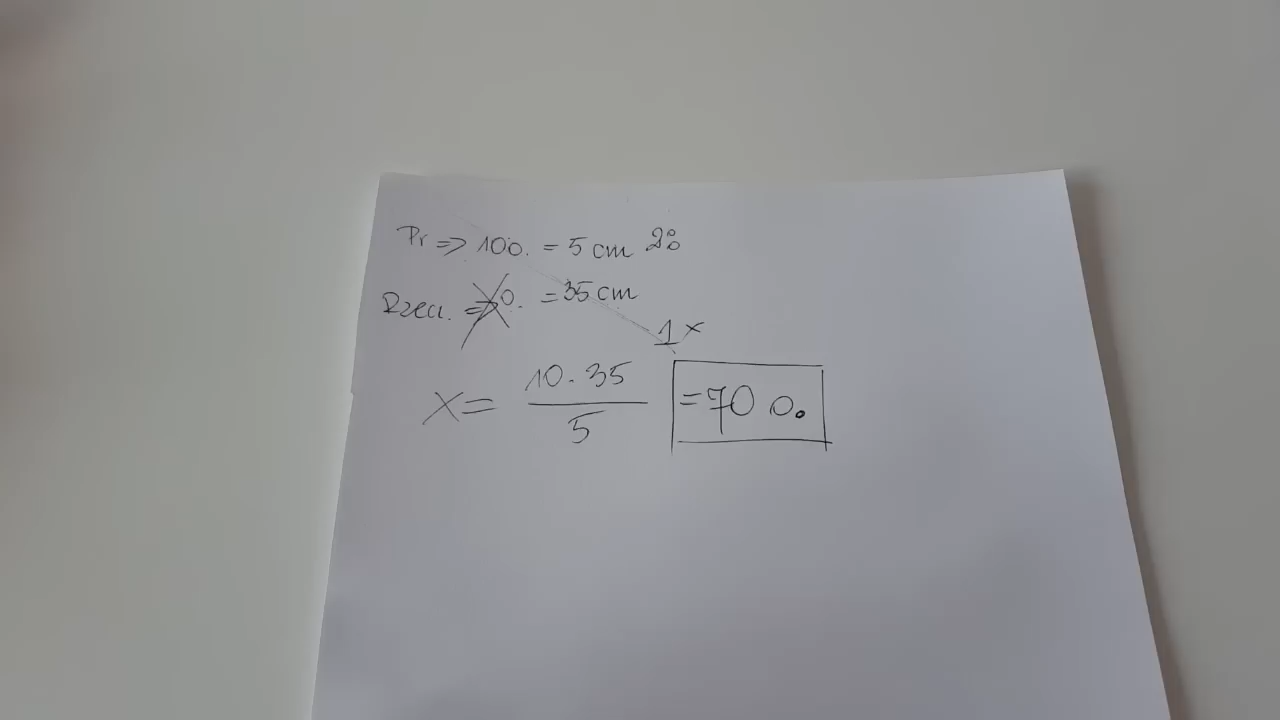 Pr => 10 o. = 5 cm 2%
Rzecz. => X o. = 35 cm
1 x
x = 10 · 35 / 5 = 70 o.